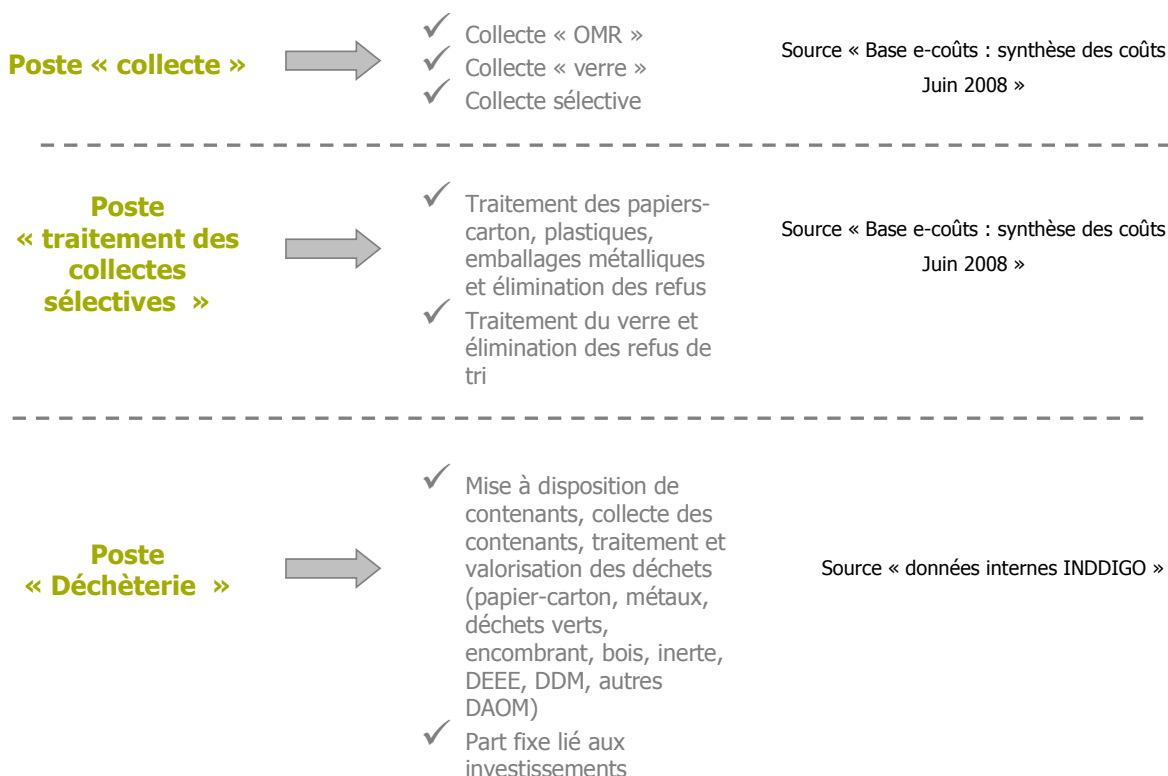 Poste « collecte »
Collecte « OMR »
Collecte « verre »
Collecte sélective
Source « Base e-coûts : synthèse des coûts
Juin 2008 »
Poste
« traitement des
collectes
sélectives »
Traitement des papiers-
carton, plastiques,
emballages métalliques
et élimination des refus
Traitement du verre et
élimination des refus de
tri
Source « Base e-coûts : synthèse des coûts
Juin 2008 »
Poste
« Déchèterie »
Mise à disposition de
contenants, collecte des
contenants, traitement et
valorisation des déchets
(papier-carton, métaux,
déchets verts,
encombrant, bois, inerte,
DEEE, DDM, autres
DAOM)
Part fixe lié aux
investissements
Source « données internes INDDIGO »